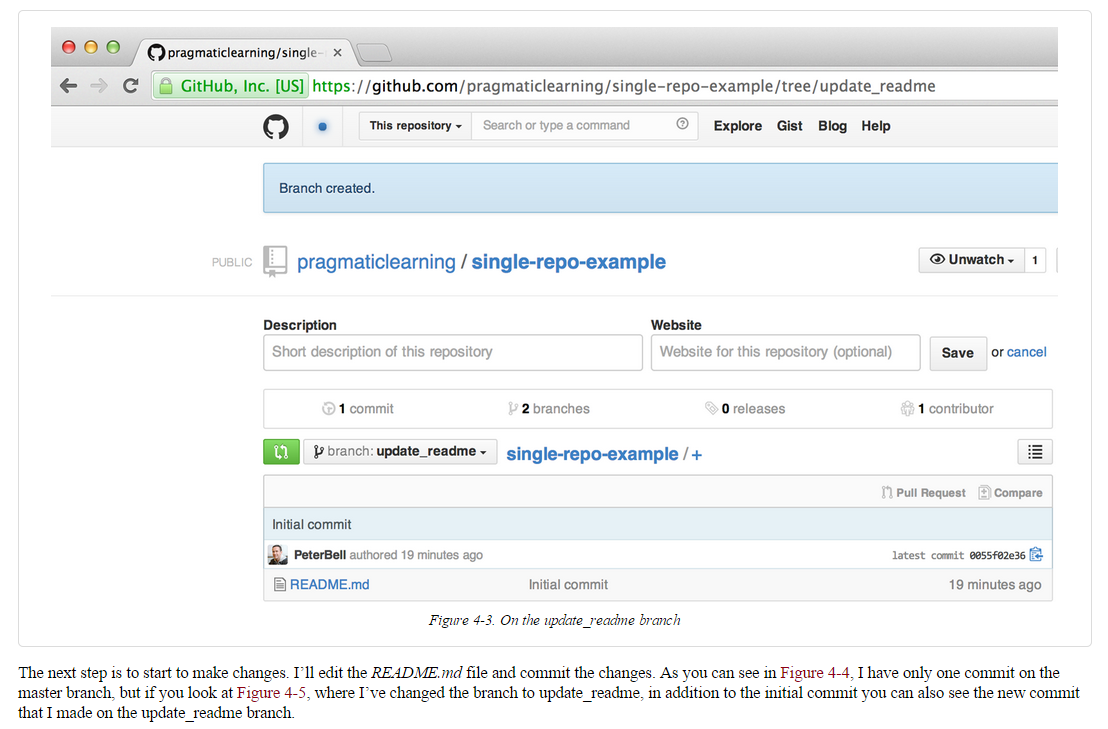 pragmaticlearning/single-
GitHub, Inc. [US] https://github.com/pragmaticlearning/single-repo-example/tree/update_readme
This repository Search or type a command Explore Gist Blog Help
Branch created.
PUBLIC pragmaticlearning / single-repo-example Unwatch 1
Description Website
Short description of this repository Website for this repository (optional) Save or cancel
1 commit 2 branches 0 releases 1 contributor
branch: update_readme single-repo-example / +
Pull Request Compare
Initial commit
PeterBell authored 19 minutes ago latest commit 0055f02e36
README.md Initial commit 19 minutes ago
Figure 4-3. On the update_readme branch
The next step is to start to make changes. I’ll edit the README.md file and commit the changes. As you can see in Figure 4-4, I have only one commit on the
master branch, but if you look at Figure 4-5, where I’ve changed the branch to update_readme, in addition to the initial commit you can also see the new commit
that I made on the update_readme branch.